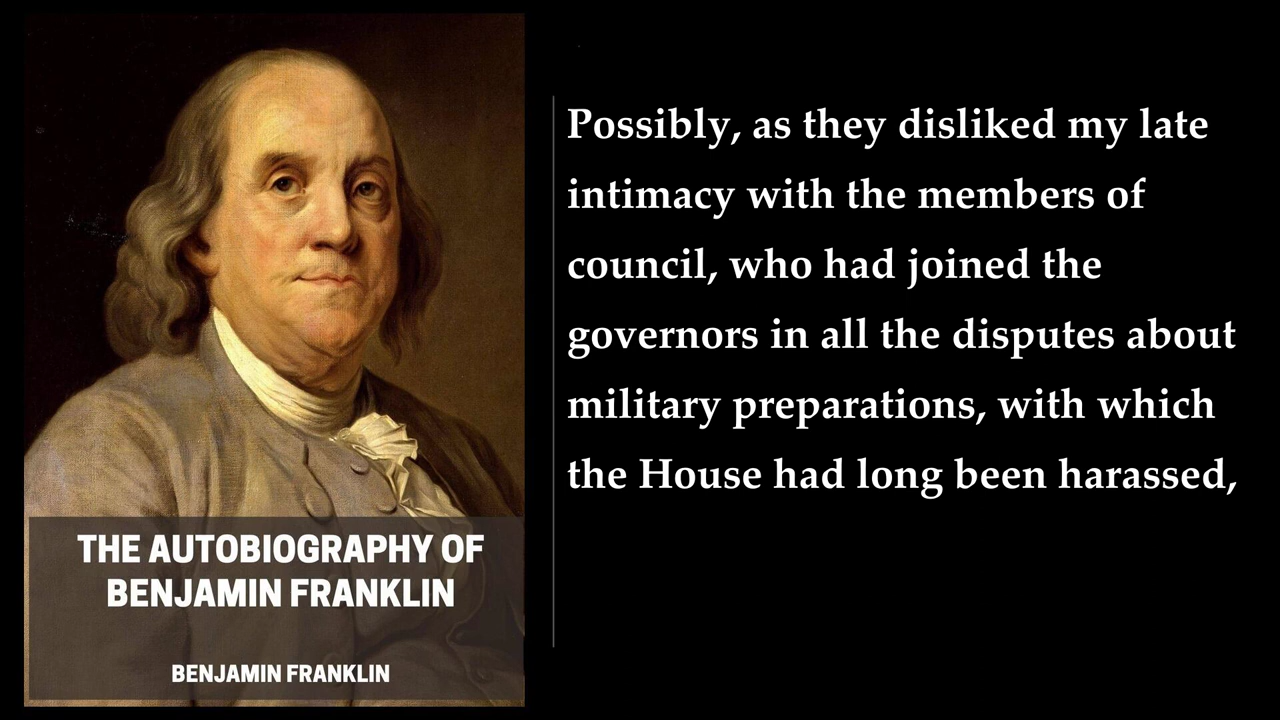 THE AUTOBIOGRAPHY OF
BENJAMIN FRANKLIN
BENJAMIN FRANKLIN
Possibly, as they disliked my late
intimacy with the members of
council, who had joined the
governors in all the disputes about
military preparations, with which
the House had long been harassed,